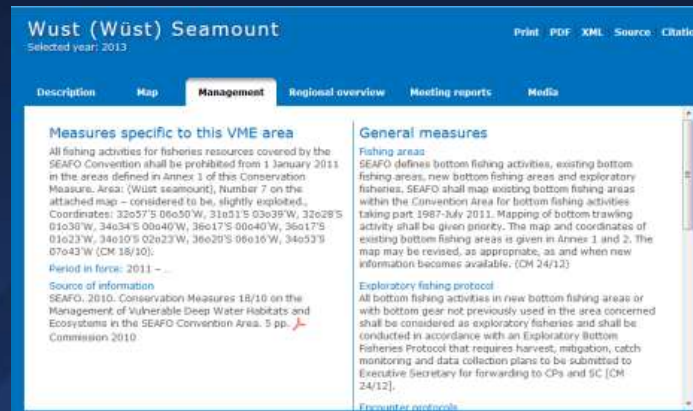 Wust (Wüst) Seamount
Selected year: 2013
Print PDF XML Source Citatio
Description Map Management Regional overview Meeting reports Media
Measures specific to this VME area
All fishing activities for fisheries resources covered by the
SEAFO Convention shall be prohibited from 1 January 2011
in the areas defined in Annex 1 of this Conservation
Measure. Area: (Wüst seamount), Number 7 on the
attached map – considered to be, slightly exploited.,
Coordinates: 32o57'S 06o50'W, 31o51'S 03o39'W, 32o28'S
01o30'W, 34o34'S 00o40'W, 36o17'S 00o40'W, 36o17'S
01o23'W, 34o10'S 02o23'W, 36o20'S 06o16'W, 34o53'S
07o43'W (CM 18/10).
Period in force: 2011 – ...
Source of information
SEAFO. 2010. Conservation Measures 18/10 on the
Management of Vulnerable Deep Water Habitats and
Ecosystems in the SEAFO Convention Area. 5 pp.
Commission 2010
General measures
Fishing areas
SEAFO defines bottom fishing activities, existing bottom
fishing areas, new bottom fishing areas and exploratory
fisheries. SEAFO shall map existing bottom fishing areas
within the Convention Area for bottom fishing activities
taking part 1987-July 2011. Mapping of bottom trawling
activity shall be given priority. The map and coordinates of
existing bottom fishing areas is given in Annex 1 and 2. The
map may be revised, as appropriate, as and when new
information becomes available. (CM 24/12)
Exploratory fishing protocol
All bottom fishing activities in new bottom fishing areas or
with bottom gear not previously used in the area concerned
shall be considered as exploratory fisheries and shall be
conducted in accordance with an Exploratory Bottom
Fisheries Protocol that requires harvest, mitigation, catch
monitoring and data collection plans to be submitted to
Executive Secretary for forwarding to CPs and SC [CM
24/12].
Encounter protocols